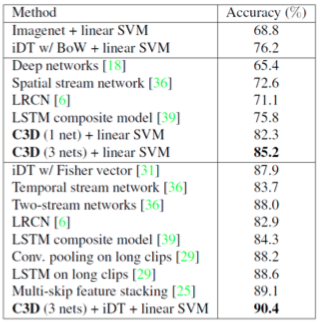 Method Accuracy (%)
Imagenet + linear SVM 68.8
iDT w/ BoW + linear SVM 76.2
Deep networks [18] 65.4
Spatial stream network [36] 72.6
LRCN [6] 71.1
LSTM composite model [39] 75.8
C3D (1 net) + linear SVM 82.3
C3D (3 nets) + linear SVM 85.2
iDT w/ Fisher vector [31] 87.9
Temporal stream network [36] 83.7
Two-stream networks [36] 88.0
LRCN [6] 82.9
LSTM composite model [39] 84.3
Conv. pooling on long clips [29] 88.2
LSTM on long clips [29] 88.6
Multi-skip feature stacking [25] 89.1
C3D (3 nets) + iDT + linear SVM 90.4